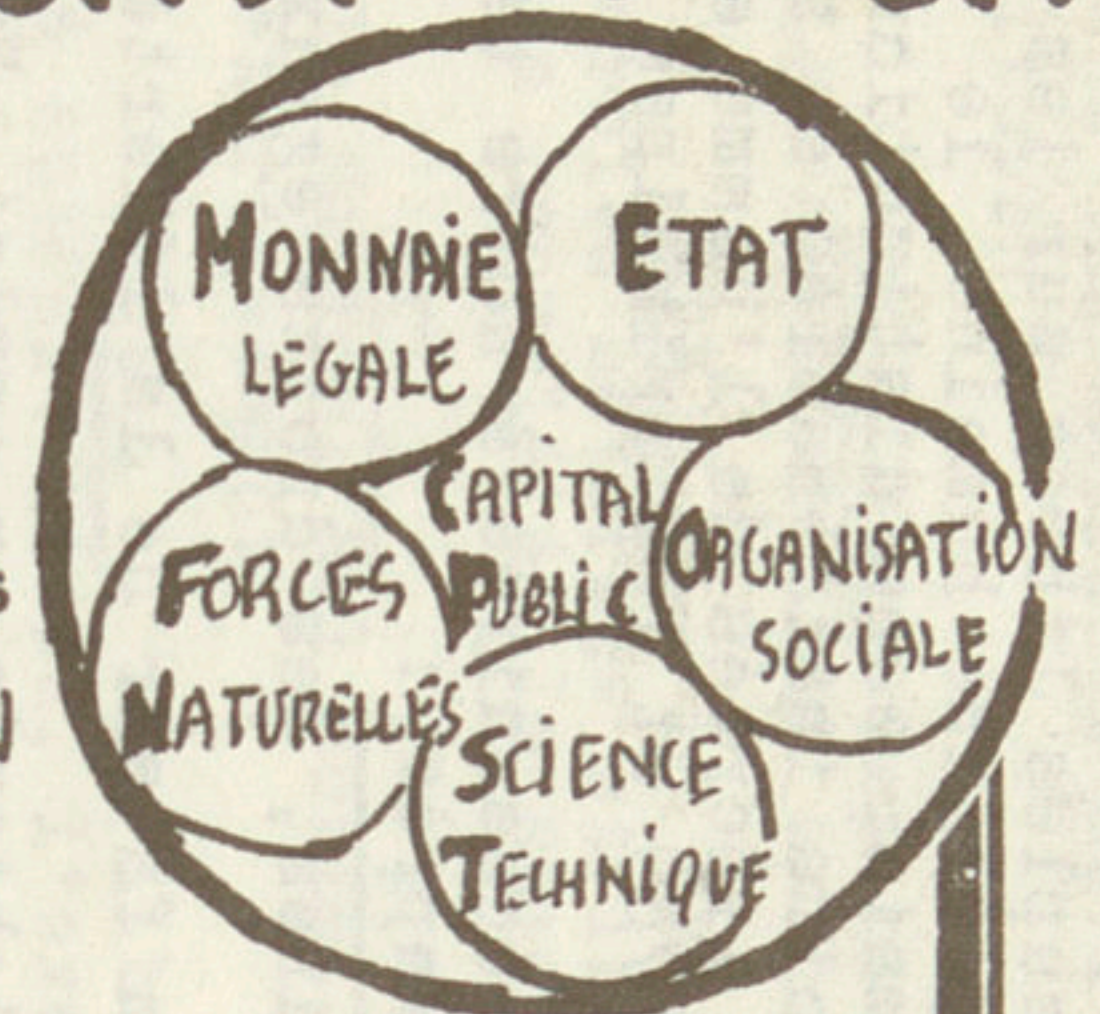 MONNAIE
LEGALE
ETAT
CAPITAL
PUBLIC
ORGANISATION
SOCIALE
FORCES
NATURELLES
SCIENCE
TECHNIQUE